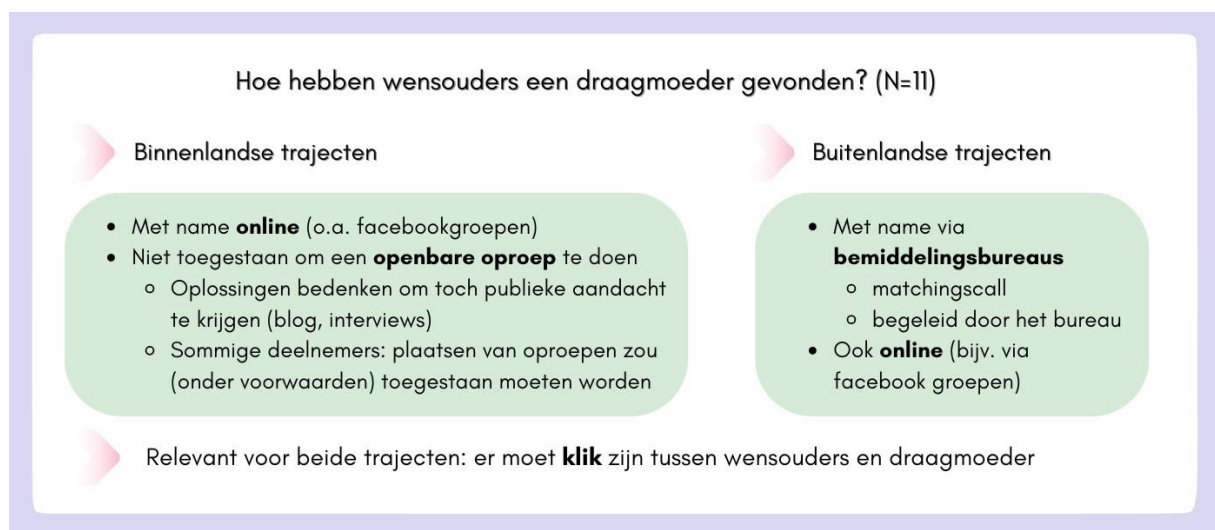 Hoe hebben wensouders een draagmoeder gevonden? (N=11)
Binnenlandse trajecten
• Met name online (o.a. facebookgroepen)
• Niet toegestaan om een openbare oproep te doen
◦ Oplossingen bedenken om toch publieke aandacht
te krijgen (blog, interviews)
◦ Sommige deelnemers: plaatsen van oproepen zou
(onder voorwaarden) toegestaan moeten worden
Buitenlandse trajecten
• Met name via
bemiddelingsbureaus
◦ matchingscall
◦ begeleid door het bureau
• Ook online (bijv. via
facebook groepen)
Relevant voor beide trajecten: er moet klik zijn tussen wensouders en draagmoeder